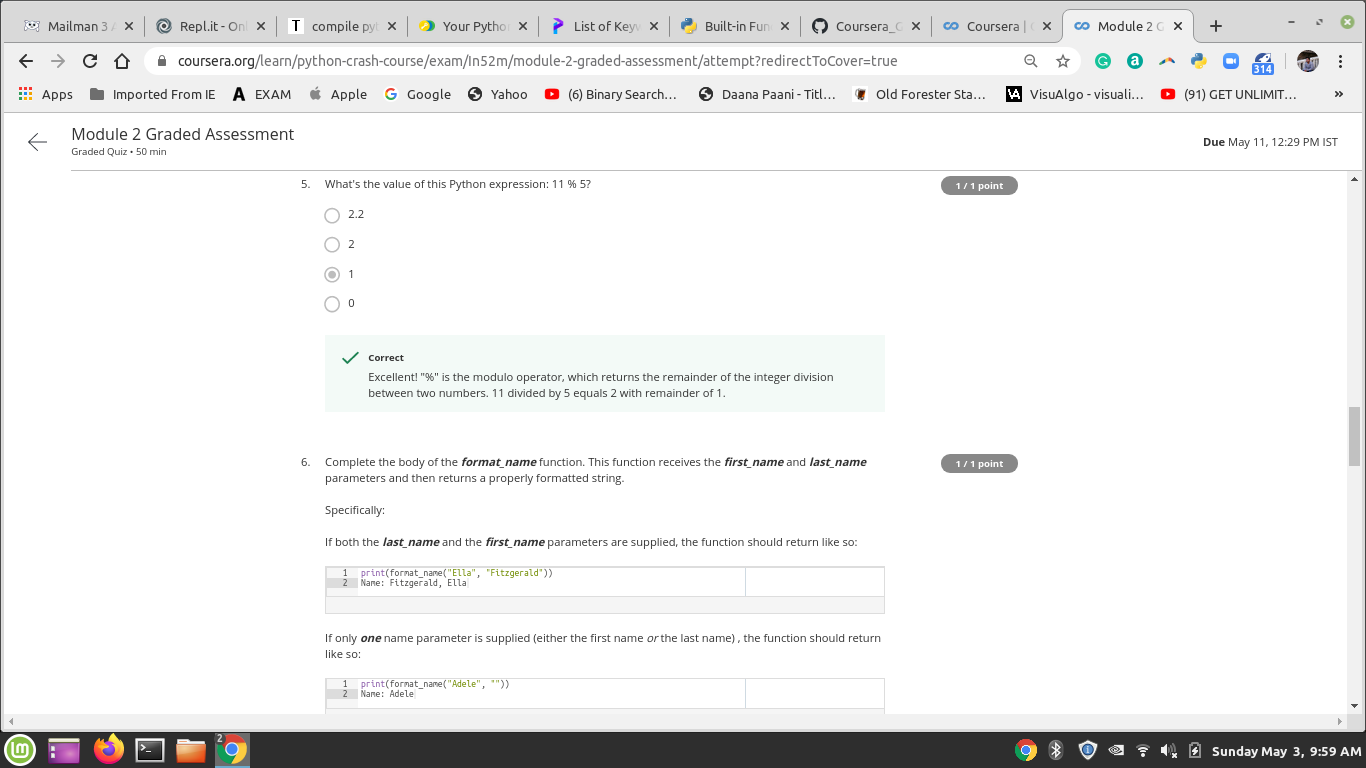 Mailman 3 A
Repl.it - Onl
T compile pyt
Your Python
List of Keyw
Built-in Fun
Coursera_G
Coursera | C
Module 2 G
coursera.org/learn/python-crash-course/exam/In52m/module-2-graded-assessment/attempt?redirectToCover=true
314
Apps
Imported From IE
EXAM
Apple
Google
Yahoo
(6) Binary Search...
Daana Paani - Titl...
Old Forester Sta...
VisuAlgo - visuali...
(91) GET UNLIMIT...
»
Module 2 Graded Assessment
Graded Quiz • 50 min
Due May 11, 12:29 PM IST
5. What's the value of this Python expression: 11 % 5?
1 / 1 point
2.2
2
1
0
Correct
Excellent! "%" is the modulo operator, which returns the remainder of the integer division
between two numbers. 11 divided by 5 equals 2 with remainder of 1.
6. Complete the body of the format_name function. This function receives the first_name and last_name
parameters and then returns a properly formatted string.
1 / 1 point
Specifically:
If both the last_name and the first_name parameters are supplied, the function should return like so:
1 print(format_name("Ella", "Fitzgerald"))
2 Name: Fitzgerald, Ella
If only one name parameter is supplied (either the first name or the last name) , the function should return
like so:
1 print(format_name("Adele", ""))
2 Name: Adele
2
Sunday May 3, 9:59 AM